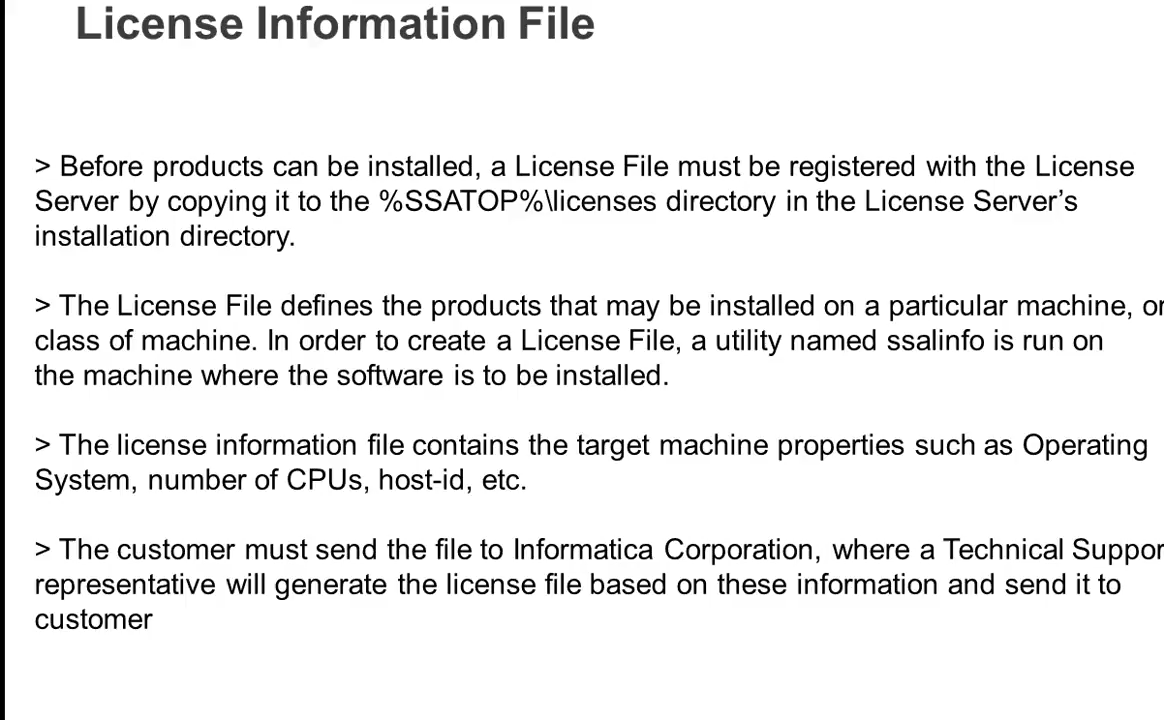 License Information File
> Before products can be installed, a License File must be registered with the License
Server by copying it to the %SSATOP%\licenses directory in the License Server’s
installation directory.
> The License File defines the products that may be installed on a particular machine, or
class of machine. In order to create a License File, a utility named ssalinfo is run on
the machine where the software is to be installed.
> The license information file contains the target machine properties such as Operating
System, number of CPUs, host-id, etc.
> The customer must send the file to Informatica Corporation, where a Technical Suppor
representative will generate the license file based on these information and send it to
customer